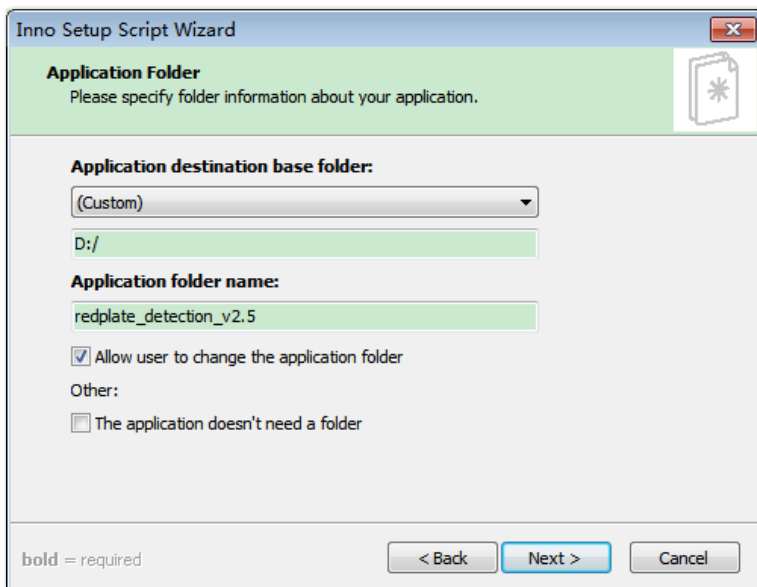 Inno Setup Script Wizard
Application Folder
Please specify folder information about your application.
Application destination base folder:
(Custom)
D:/
Application folder name:
redplate_detection_v2.5
Allow user to change the application folder
Other:
The application doesn't need a folder
bold = required
< Back
Next >
Cancel